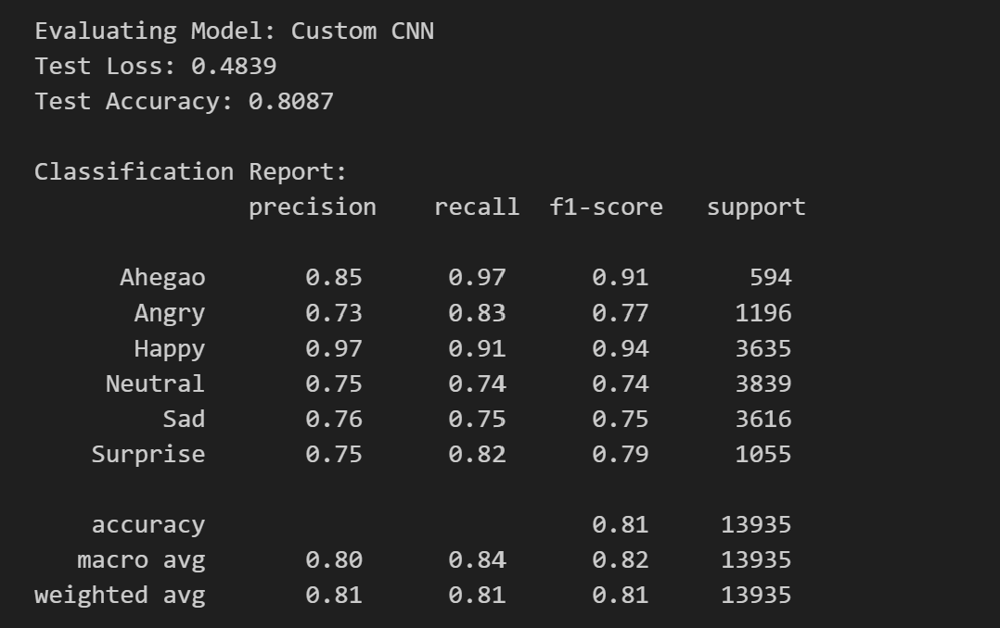 Evaluating Model: Custom CNN
Test Loss: 0.4839
Test Accuracy: 0.8087
Classification Report:
precision recall f1-score support
Ahegao 0.85 0.97 0.91 594
Angry 0.73 0.83 0.77 1196
Happy 0.97 0.91 0.94 3635
Neutral 0.75 0.74 0.74 3839
Sad 0.76 0.75 0.75 3616
Surprise 0.75 0.82 0.79 1055
accuracy 0.81 13935
macro avg 0.80 0.84 0.82 13935
weighted avg 0.81 0.81 0.81 13935